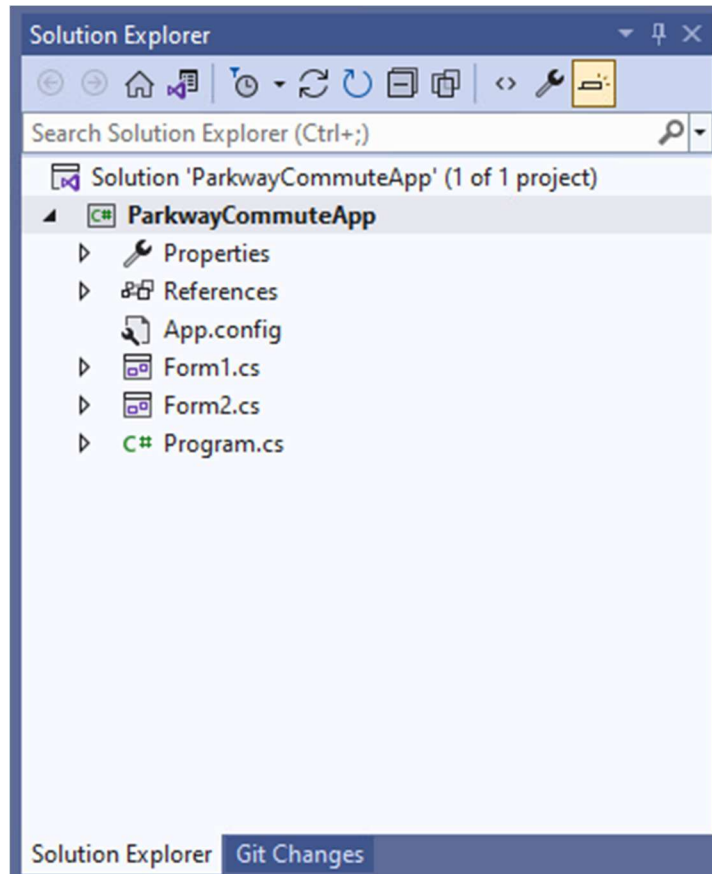 Solution Explorer
Search Solution Explorer (Ctrl+;)
Solution 'ParkwayCommuteApp' (1 of 1 project)
C# ParkwayCommuteApp
Properties
References
App.config
Form1.cs
Form2.cs
C# Program.cs
Solution Explorer Git Changes